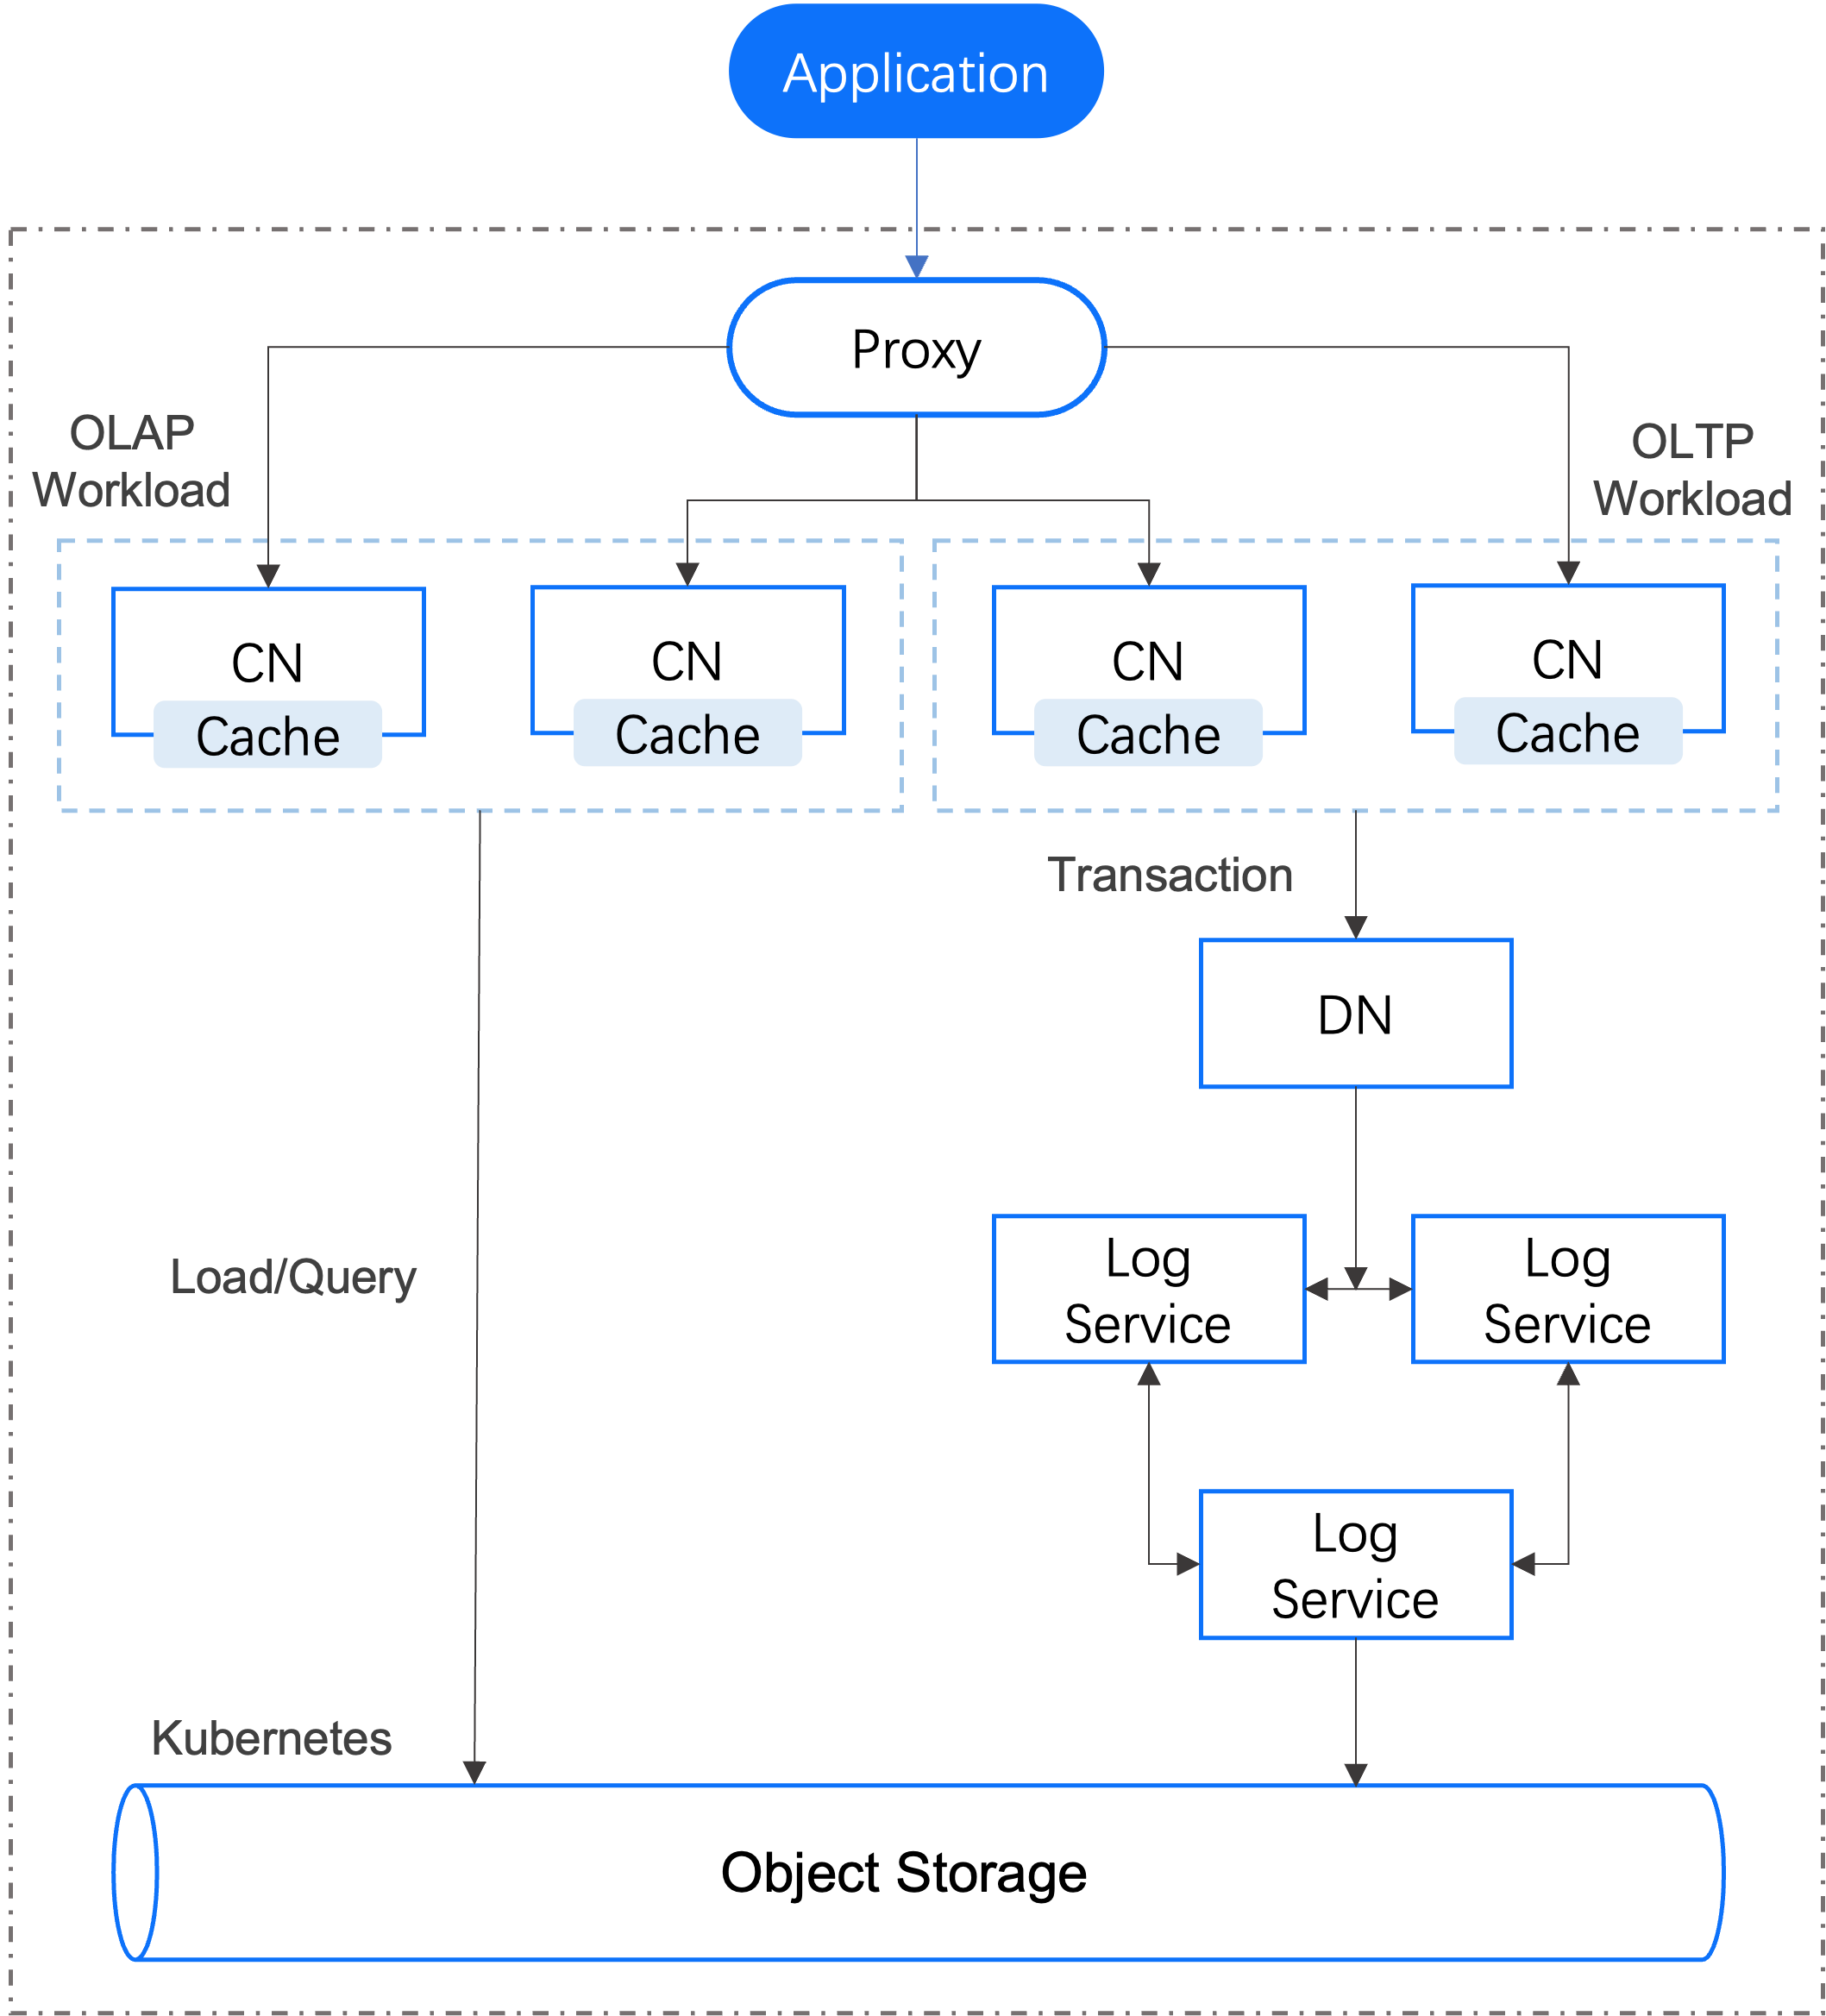 Application
Proxy
OLAP
Workload
OLTP
Workload
CN
Cache
CN
Cache
CN
Cache
CN
Cache
Transaction
DN
Load/Query
Log
Service
Log
Service
Log
Service
Kubernetes
Object Storage